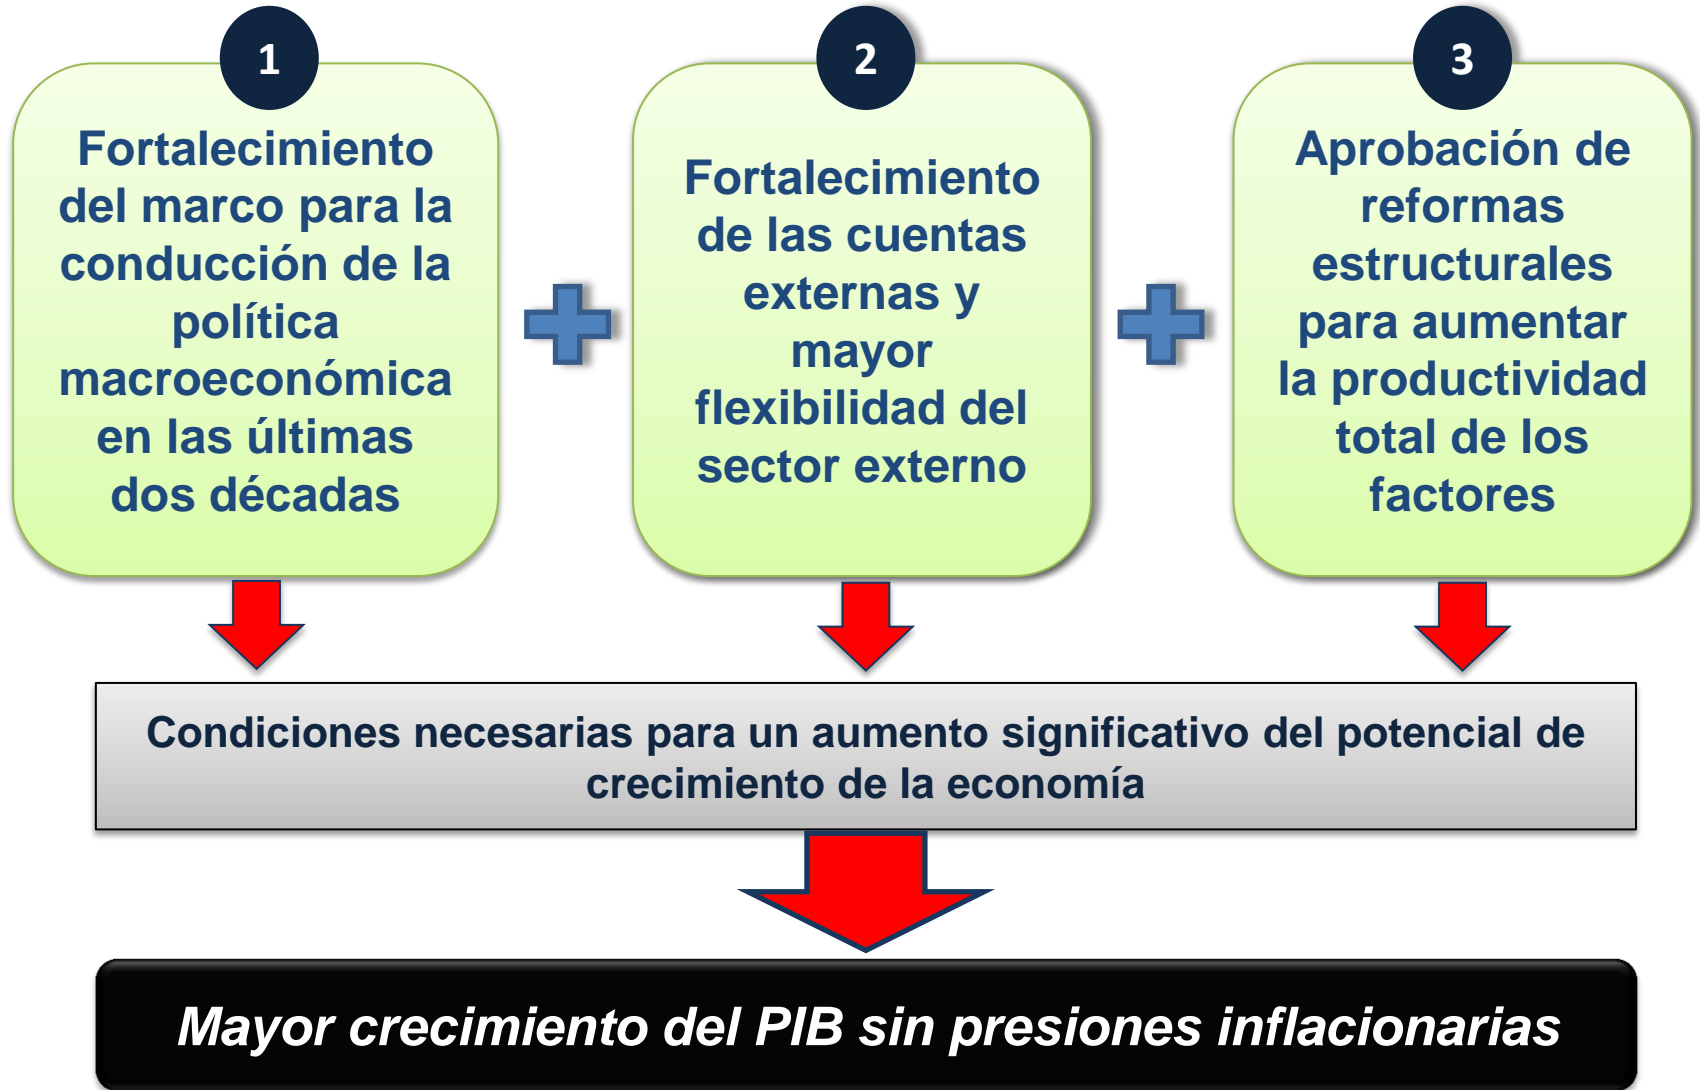 1
Fortalecimiento
del marco para la
conducción de la
política
macroeconómica
en las últimas
dos décadas
2
Fortalecimiento
de las cuentas
externas y
mayor
flexibilidad del
sector externo
3
Aprobación de
reformas
estructurales
para aumentar
la productividad
total de los
factores
Condiciones necesarias para un aumento significativo del potencial de
crecimiento de la economía
Mayor crecimiento del PIB sin presiones inflacionarias